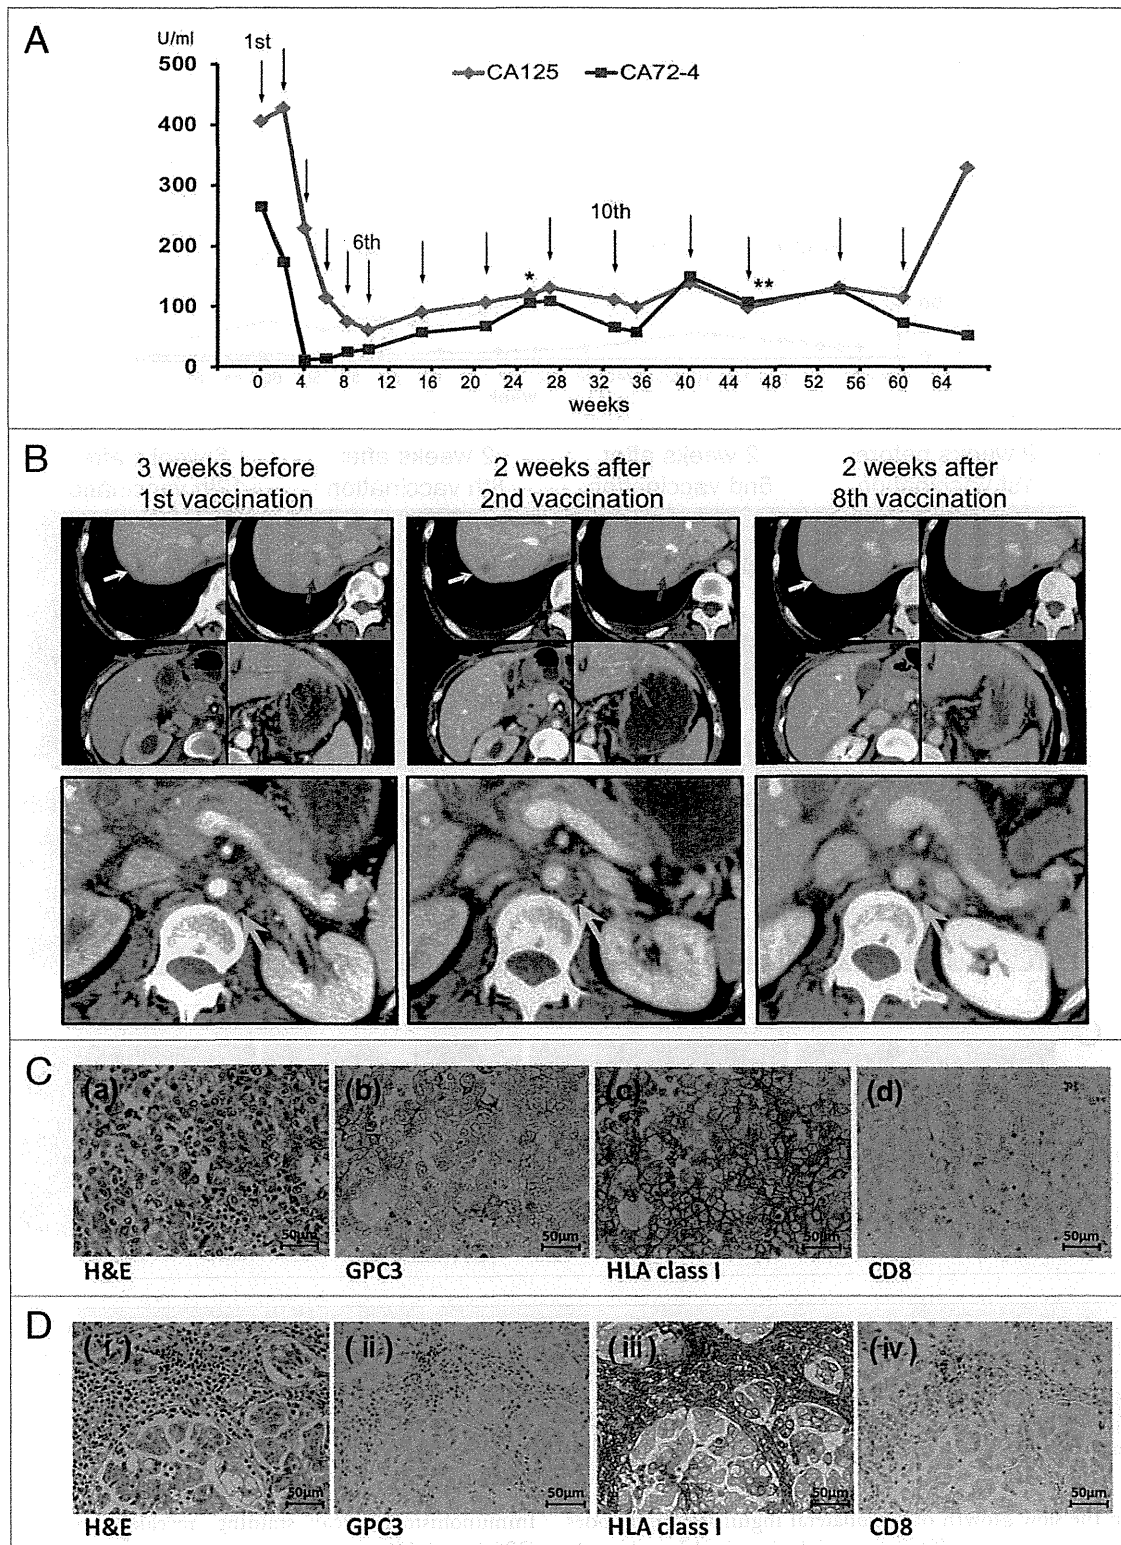 A
U/ml
1st
CA125
CA72-4
500
400
300
200
100
0
6th
10th
*
**
0 4 8 12 16 20 24 28 32 36 40 44 48 52 56 60 64
weeks
B
3 weeks before
1st vaccination
2 weeks after
2nd vaccination
2 weeks after
8th vaccination
C
(a)
(b)
(c)
(d)
50μm
50μm
50μm
50μm
H&E
GPC3
HLA class I
CD8
D
(i)
(ii)
(iii)
(iv)
50μm
50μm
50μm
50μm
H&E
GPC3
HLA class I
CD8